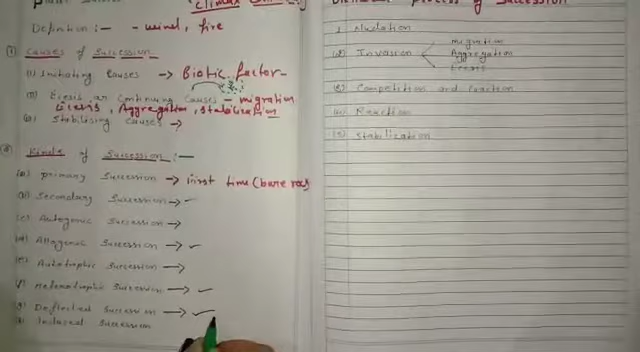 Succession
"Climax
Definition :- - wind, fire
(1) Causes of Succession
(a) Initiating Causes → Biotic factor-
(b) Ecesis or Continuing Causes - migration
Ecesis, Aggregation, stabilization
(c) Stabilising Causes →
(2) Kinds of Succession :-
(a) Primary Succession → first time (bare rock)
(b) Secondary Succession →
(c) Autogenic Succession →
(d) Allogenic Succession →
(e) Autotrophic Succession →
(f) Heterotrophic Succession →
(g) Deflected Succession →
(h) Induced Succession
process of Succession
(1) Nudation
(2) Invasion
migration
Aggregation
Ecesis
(3) Competition and reaction
(4) Reaction
(5) Stabilization